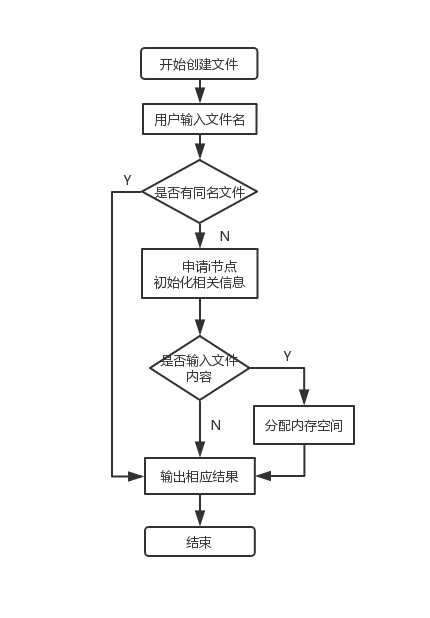 开始创建文件
用户输入文件名
是否有同名文件
Y
N
申请i节点
初始化相关信息
是否输入文件
内容
Y
N
分配内存空间
输出相应结果
结束